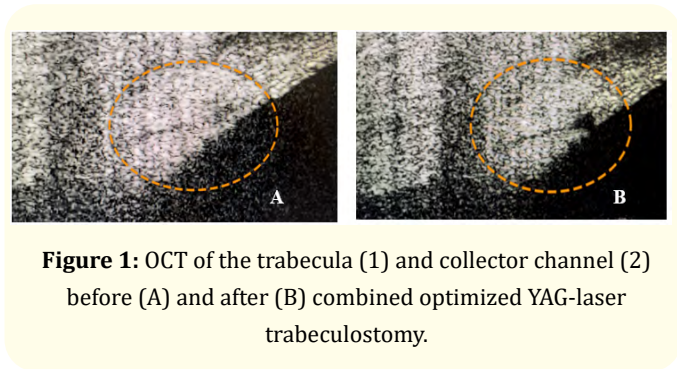 A
B
Figure 1: OCT of the trabecula (1) and collector channel (2)
before (A) and after (B) combined optimized YAG-laser
trabeculostomy.